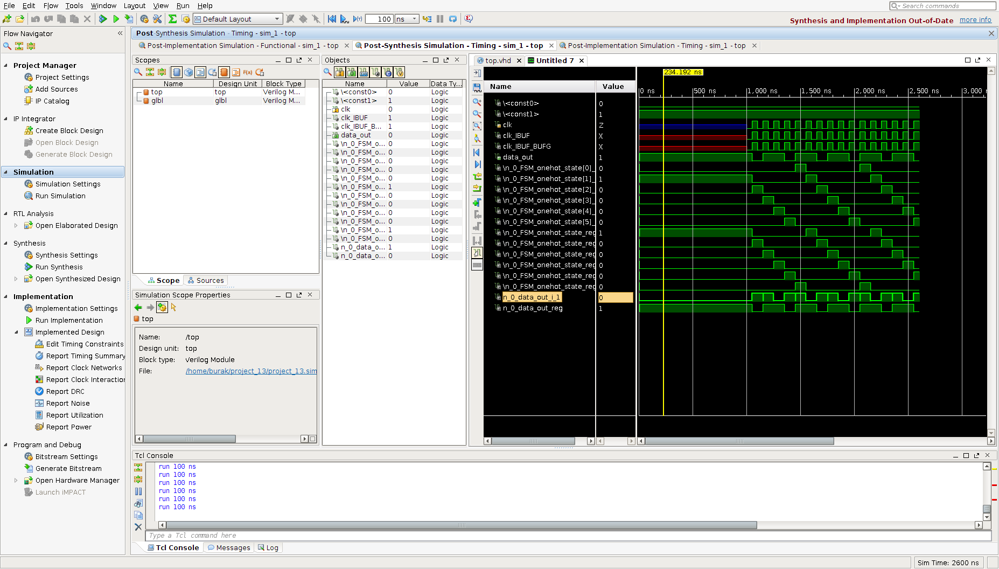 File Edit Flow Tools Window Layout View Run Help
Search commands
Default Layout
100 ns
Synthesis and Implementation Out-of-Date more info
Flow Navigator
Project Manager
Project Settings
Add Sources
IP Catalog
IP Integrator
Create Block Design
Open Block Design
Generate Block Design
Simulation
Simulation Settings
Run Simulation
RTL Analysis
Open Elaborated Design
Synthesis
Synthesis Settings
Run Synthesis
Open Synthesized Design
Implementation
Implementation Settings
Run Implementation
Implemented Design
Edit Timing Constraints
Report Timing Summary
Report Clock Networks
Report Clock Interaction
Report DRC
Report Noise
Report Utilization
Report Power
Program and Debug
Bitstream Settings
Generate Bitstream
Open Hardware Manager
Launch iMPACT
Post-Synthesis Simulation - Timing - sim_1 - top
Post-Implementation Simulation - Functional - sim_1 - top
Post-Synthesis Simulation - Timing - sim_1 - top
Post-Implementation Simulation - Timing - sim_1 - top
Scopes
Name Design Unit Block Type
top top Verilog M...
glbl glbl Verilog M...
Scope Sources
Simulation Scope Properties
top
Name: /top
Design unit: top
Block type: Verilog Module
File: /home/burak/project_13/project_13.sim
Objects
Name Value Data Ty...
\<const0> 0 Logic
\<const1> 1 Logic
clk 0 Logic
clk_IBUF 1 Logic
clk_IBUF_B... 1 Logic
data_out 0 Logic
\n_0_FSM_o... 0 Logic
\n_0_FSM_o... 0 Logic
\n_0_FSM_o... 0 Logic
\n_0_FSM_o... 0 Logic
\n_0_FSM_o... 0 Logic
\n_0_FSM_o... 1 Logic
\n_0_FSM_o... 0 Logic
\n_0_FSM_o... 0 Logic
\n_0_FSM_o... 0 Logic
\n_0_FSM_o... 0 Logic
\n_0_FSM_o... 1 Logic
\n_0_FSM_o... 0 Logic
n_0_data_o... 1 Logic
n_0_data_o... 0 Logic
top.vhd
Untitled 7
234.192 ns
Name Value
0 ns 500 ns 1,000 ns 1,500 ns 2,000 ns 2,500 ns 3,000 n
\<const0> 0
\<const1> 1
clk Z
clk_IBUF X
clk_IBUF_BUFG X
data_out 1
\n_0_FSM_onehot_state[0]_ 0
\n_0_FSM_onehot_state[1]_ 1
\n_0_FSM_onehot_state[2]_ 0
\n_0_FSM_onehot_state[3]_ 0
\n_0_FSM_onehot_state[4]_ 0
\n_0_FSM_onehot_state[5]_ 0
\n_0_FSM_onehot_state_reg 1
\n_0_FSM_onehot_state_reg 0
\n_0_FSM_onehot_state_reg 0
\n_0_FSM_onehot_state_reg 0
\n_0_FSM_onehot_state_reg 0
\n_0_FSM_onehot_state_reg 0
n_0_data_out_i_1 0
n_0_data_out_reg 1
Tcl Console
run 100 ns
run 100 ns
run 100 ns
run 100 ns
run 100 ns
run 100 ns
Type a Tcl command here
Tcl Console Messages Log
Sim Time: 2600 ns